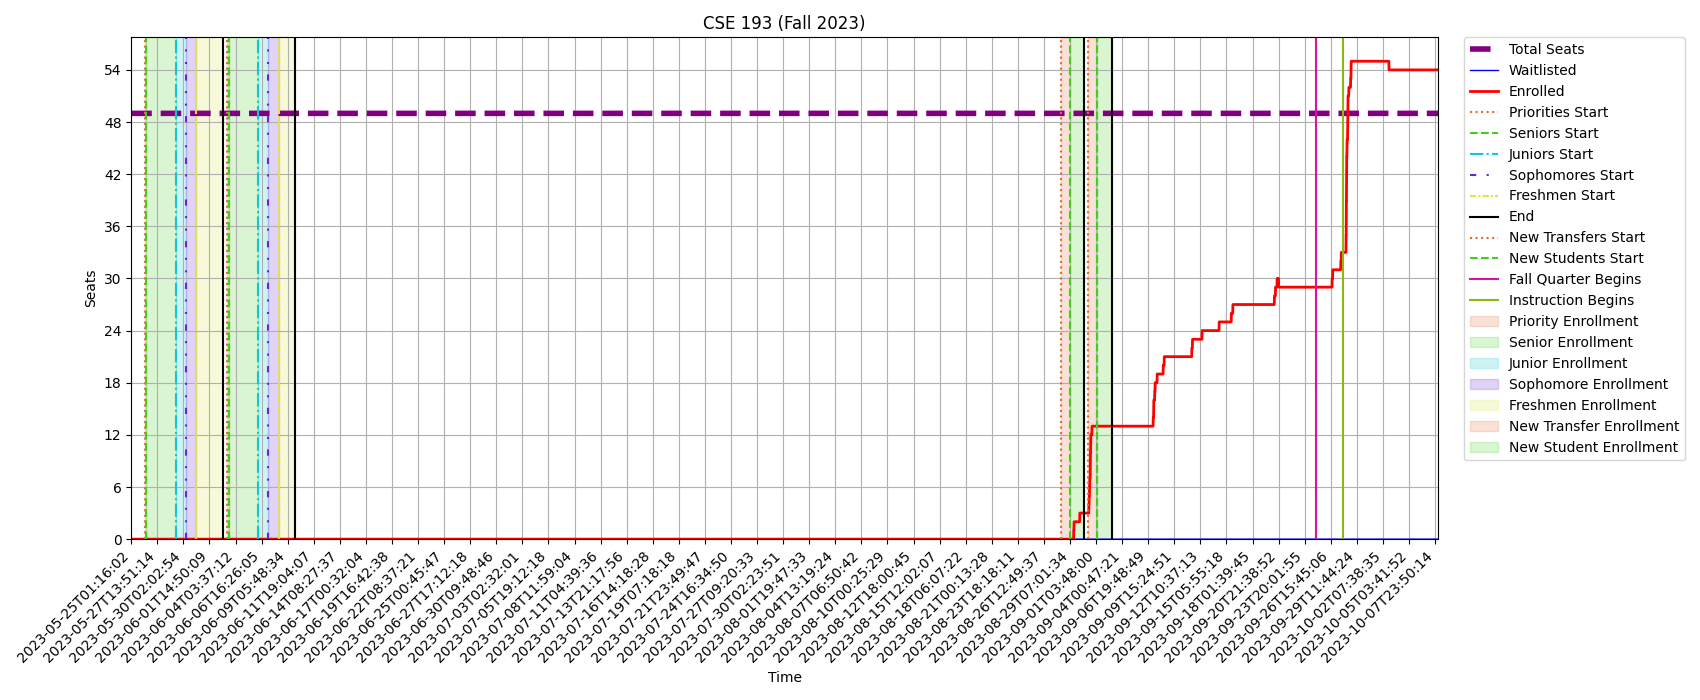 CSE 193 (Fall 2023)
Seats
54
48
42
36
30
24
18
12
6
0
2023-05-25T01:16:02
2023-05-27T13:51:14
2023-05-30T02:02:54
2023-06-01T14:50:09
2023-06-04T03:37:12
2023-06-06T16:26:05
2023-06-09T05:48:34
2023-06-11T19:04:07
2023-06-14T08:27:37
2023-06-17T00:32:04
2023-06-19T16:42:38
2023-06-22T08:37:21
2023-06-25T00:45:47
2023-06-27T17:12:18
2023-06-30T09:48:46
2023-07-03T02:32:01
2023-07-05T19:12:18
2023-07-08T11:59:04
2023-07-11T04:39:36
2023-07-13T21:17:56
2023-07-16T14:18:28
2023-07-19T07:18:18
2023-07-21T23:49:47
2023-07-24T16:34:50
2023-07-27T09:20:33
2023-07-30T02:23:51
2023-08-01T19:47:33
2023-08-04T13:19:24
2023-08-07T06:50:42
2023-08-10T00:25:29
2023-08-12T18:00:45
2023-08-15T12:02:07
2023-08-18T06:07:22
2023-08-21T00:13:28
2023-08-23T18:18:11
2023-08-26T12:49:37
2023-08-29T07:01:34
2023-09-01T03:48:00
2023-09-04T00:47:21
2023-09-06T19:48:49
2023-09-09T15:24:51
2023-09-12T10:37:13
2023-09-15T05:55:18
2023-09-18T01:39:45
2023-09-20T21:38:52
2023-09-23T20:01:55
2023-09-26T15:45:06
2023-09-29T11:44:24
2023-10-02T07:38:35
2023-10-05T03:41:52
2023-10-07T23:50:14
Time
Total Seats
Waitlisted
Enrolled
Priorities Start
Seniors Start
Juniors Start
Sophomores Start
Freshmen Start
End
New Transfers Start
New Students Start
Fall Quarter Begins
Instruction Begins
Priority Enrollment
Senior Enrollment
Junior Enrollment
Sophomore Enrollment
Freshmen Enrollment
New Transfer Enrollment
New Student Enrollment